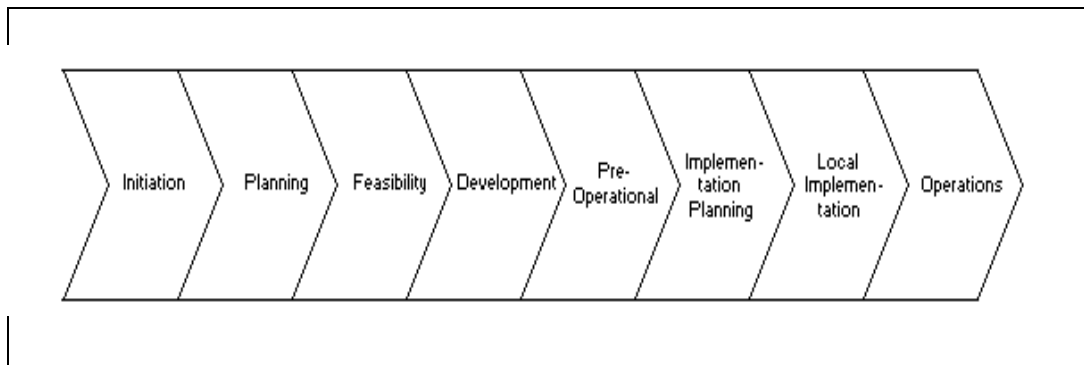 Initiation
Planning
Feasibility
Development
Pre-
Operational
Implemen-
tation
Planning
Local
Implemen-
tation
Operations